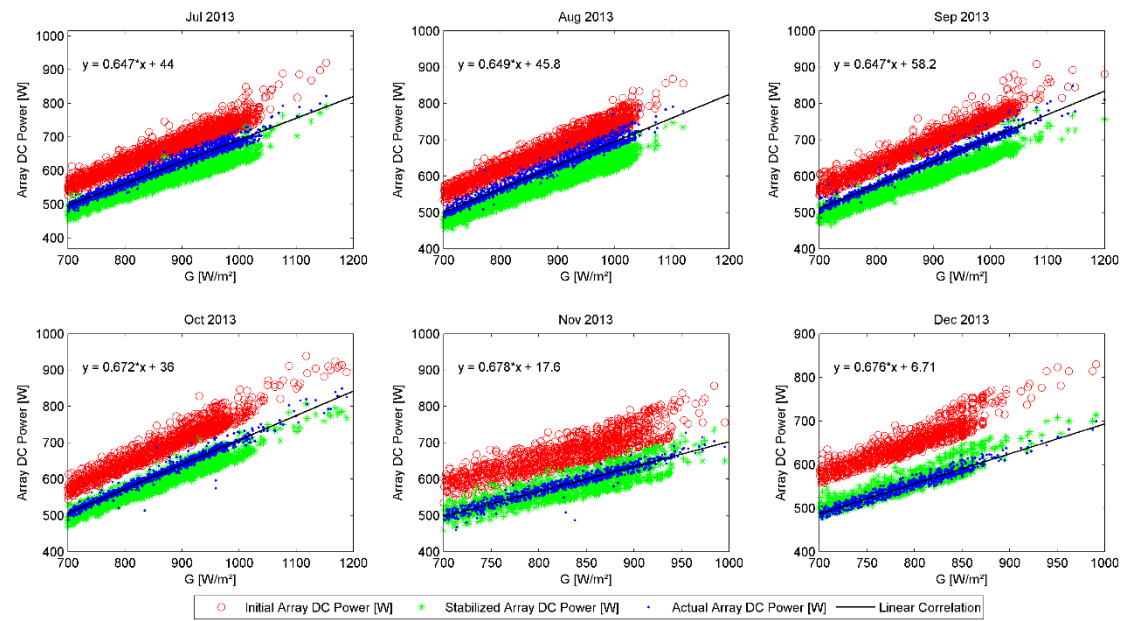 Jul 2013
Array DC Power [W]
1000
900
800
700
600
500
400
y = 0.647*x + 44
700 800 900 1000 1100 1200
G [W/m²]
Aug 2013
Array DC Power [W]
1000
900
800
700
600
500
400
y = 0.649*x + 45.8
700 800 900 1000 1100 1200
G [W/m²]
Sep 2013
Array DC Power [W]
1000
900
800
700
600
500
400
y = 0.647*x + 58.2
700 800 900 1000 1100 1200
G [W/m²]
Oct 2013
Array DC Power [W]
1000
900
800
700
600
500
400
y = 0.672*x + 36
700 800 900 1000 1100 1200
G [W/m²]
Nov 2013
Array DC Power [W]
1000
900
800
700
600
500
400
y = 0.678*x + 17.6
700 750 800 850 900 950 1000
G [W/m²]
Dec 2013
Array DC Power [W]
900
800
700
600
500
400
y = 0.676*x + 6.71
700 750 800 850 900 950 1000
G [W/m²]
Initial Array DC Power [W] Stabilized Array DC Power [W] Actual Array DC Power [W] Linear Correlation